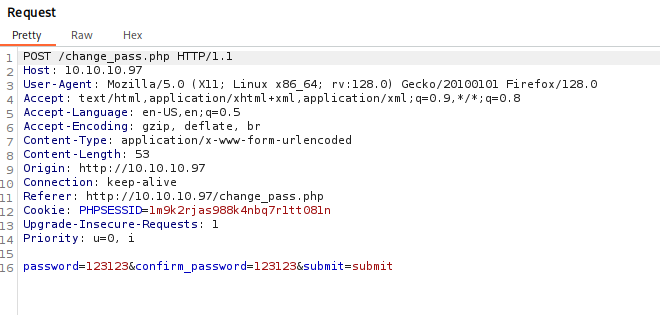 Request
Pretty Raw Hex
1 POST /change_pass.php HTTP/1.1
2 Host: 10.10.10.97
3 User-Agent: Mozilla/5.0 (X11; Linux x86_64; rv:128.0) Gecko/20100101 Firefox/128.0
4 Accept: text/html,application/xhtml+xml,application/xml;q=0.9,*/*;q=0.8
5 Accept-Language: en-US,en;q=0.5
6 Accept-Encoding: gzip, deflate, br
7 Content-Type: application/x-www-form-urlencoded
8 Content-Length: 53
9 Origin: http://10.10.10.97
10 Connection: keep-alive
11 Referer: http://10.10.10.97/change_pass.php
12 Cookie: PHPSESSID=1m9k2rjas988k4nbq7r1tt081n
13 Upgrade-Insecure-Requests: 1
14 Priority: u=0, i
15
16 password=123123&confirm_password=123123&submit=submit